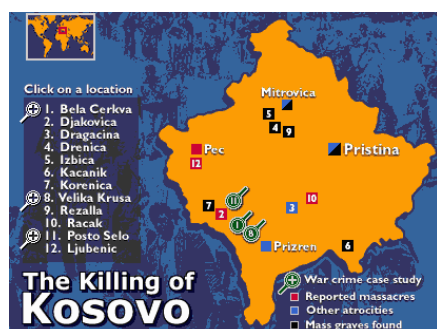 Click on a location
1. Bela Cerkva
2. Djakovica
3. Dragacina
4. Drenica
5. Izbica
6. Kacanik
7. Korenica
8. Velika Krusa
9. Rezalla
10. Racak
11. Posto Selo
12. Ljubenic
Mitrovica
5
4
9
Pec
12
Pristina
11
7
2
1
8
3
10
Prizren
6
The Killing of
Kosovo
War crime case study
Reported massacres
Other atrocities
Mass graves found